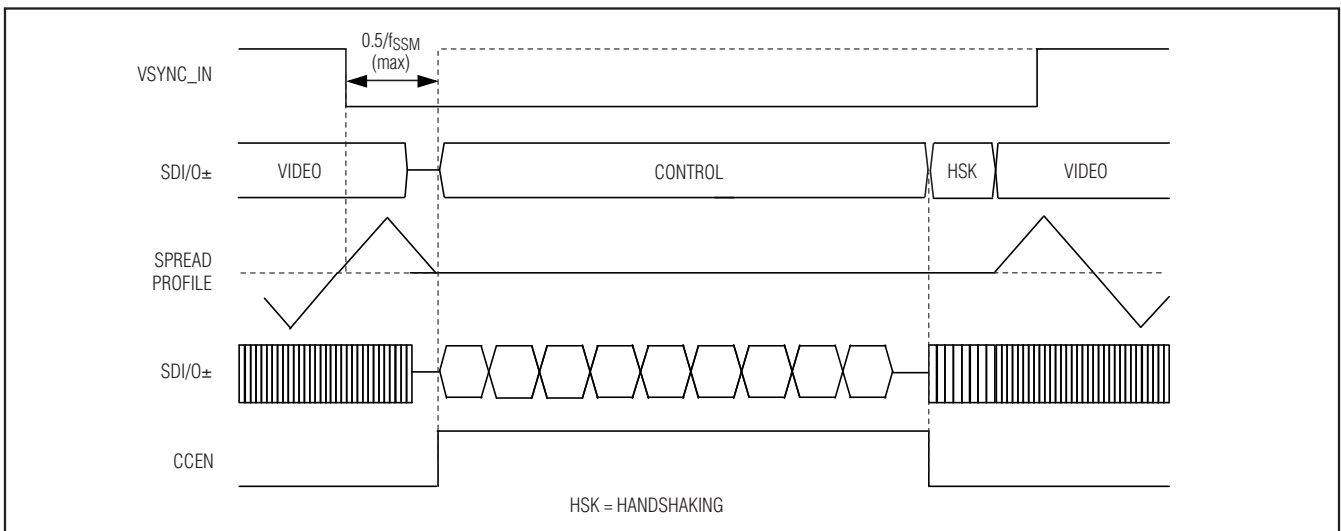 0.5/fSSM
(max)
VSYNC_IN
SDI/O±
VIDEO
CONTROL
HSK
VIDEO
SPREAD
PROFILE
SDI/O±
CCEN
HSK = HANDSHAKING